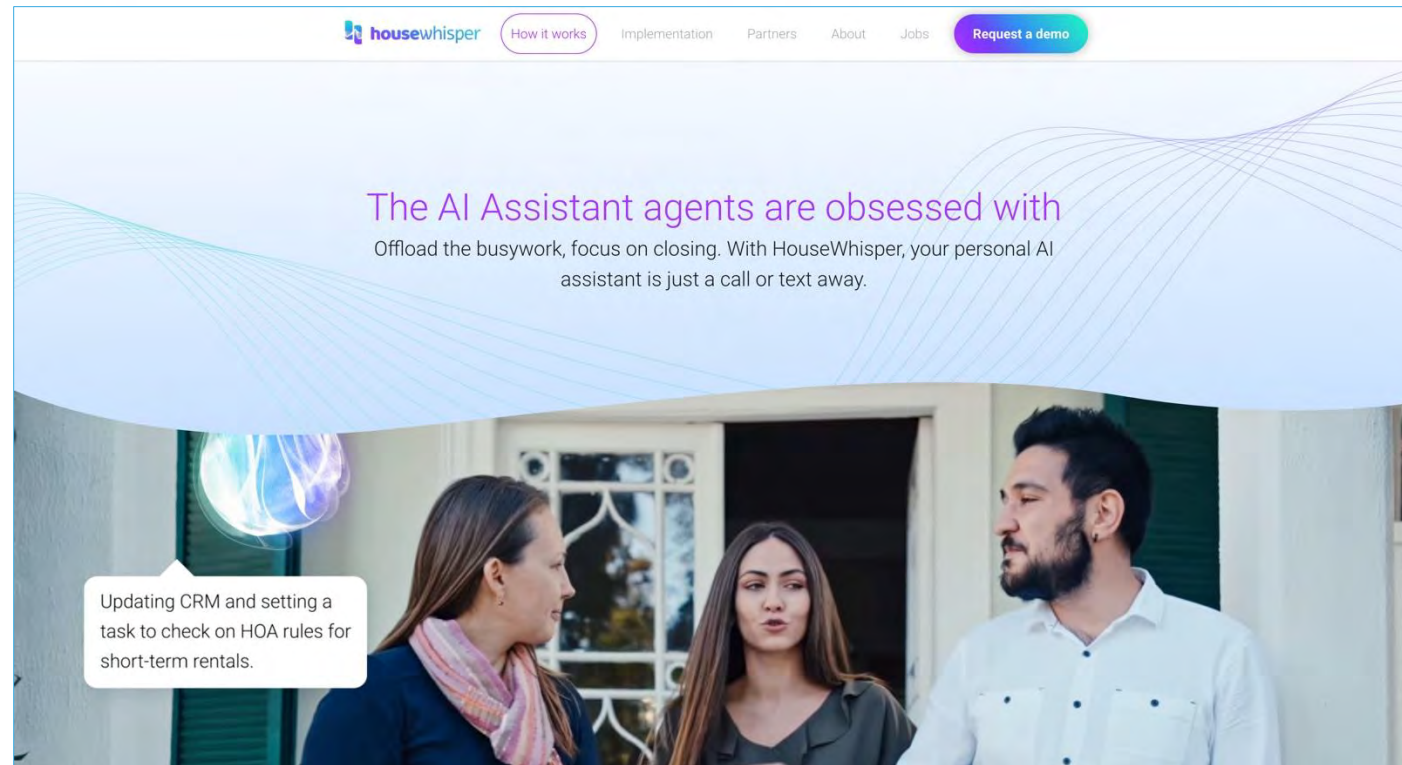 housewhisper
How it works
Implementation
Partners
About
Jobs
Request a demo
The AI Assistant agents are obsessed with
Offload the busywork, focus on closing. With HouseWhisper, your personal AI
assistant is just a call or text away.
Updating CRM and setting a
task to check on HOA rules for
short-term rentals.